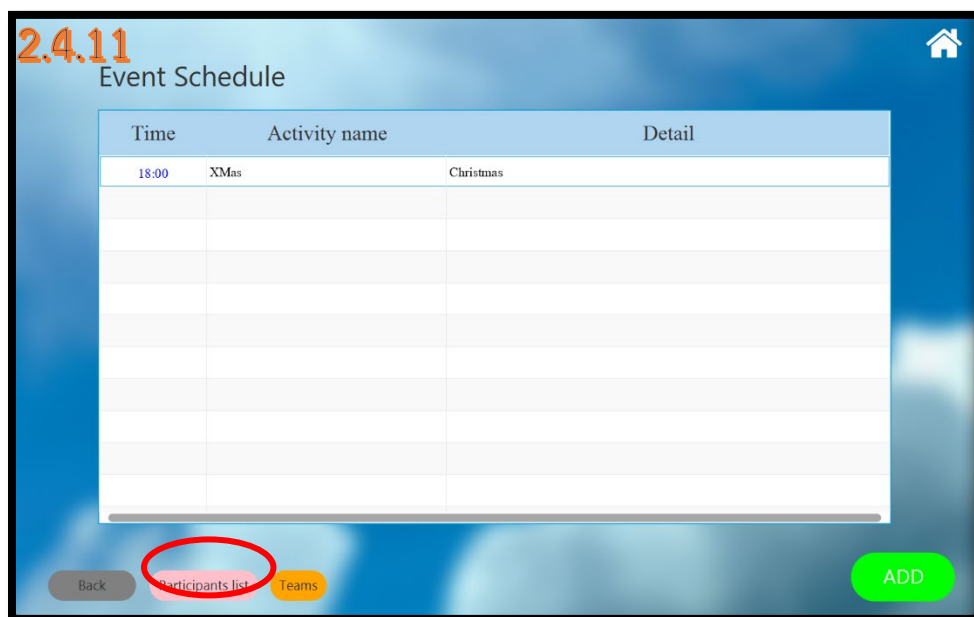 2.4.11
Event Schedule
Time Activity name Detail
18:00 XMas Christmas
Back Participants list Teams ADD